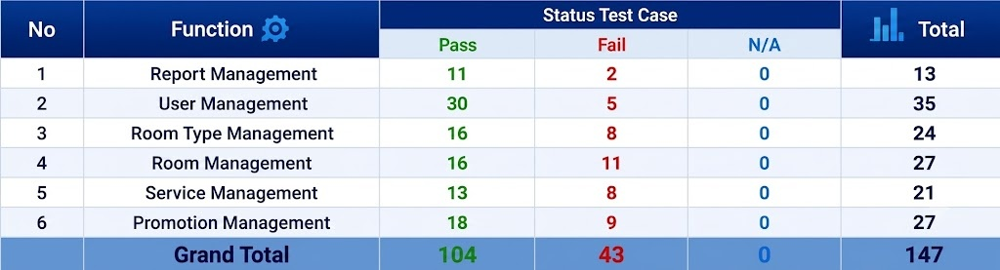 No Function Status Test Case Total
Pass Fail N/A
1 Report Management 11 2 0 13
2 User Management 30 5 0 35
3 Room Type Management 16 8 0 24
4 Room Management 16 11 0 27
5 Service Management 13 8 0 21
6 Promotion Management 18 9 0 27
Grand Total 104 43 0 147